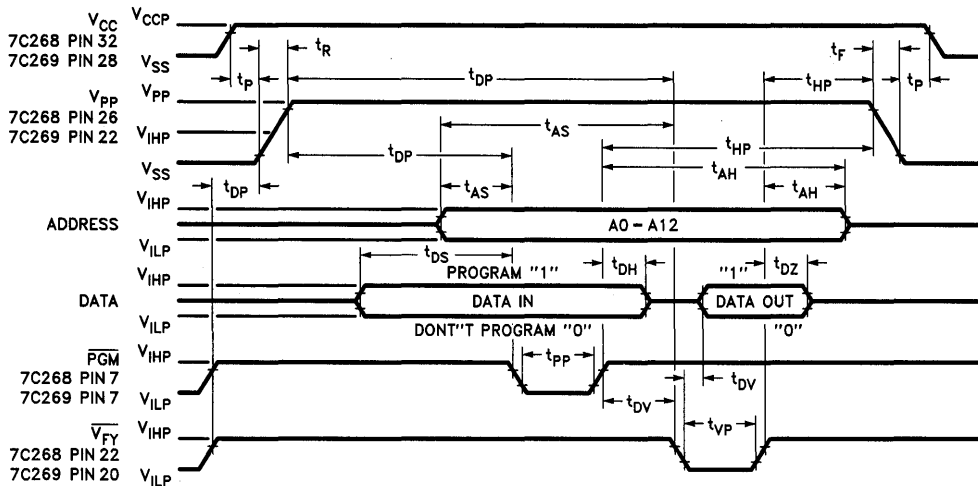 VCC VCCP
7C268 PIN 32 tR tF
7C269 PIN 28 VSS
tP tDP tHP tP
VPP VPP
7C268 PIN 26
7C269 PIN 22 VIHP
tAS
tDP tHP
VSS
tDP tAS tAH tAH
VIHP
ADDRESS A0 – A12
VILP
tDS tDH tDZ
VIHP PROGRAM "1" "1"
DATA DATA IN DATA OUT
VILP DONT"T PROGRAM "0" "0"
PGM VIHP
7C268 PIN 7 tPP
7C269 PIN 7 VILP tDV
tDV
VFY VIHP tVP
7C268 PIN 22
7C269 PIN 20 VILP